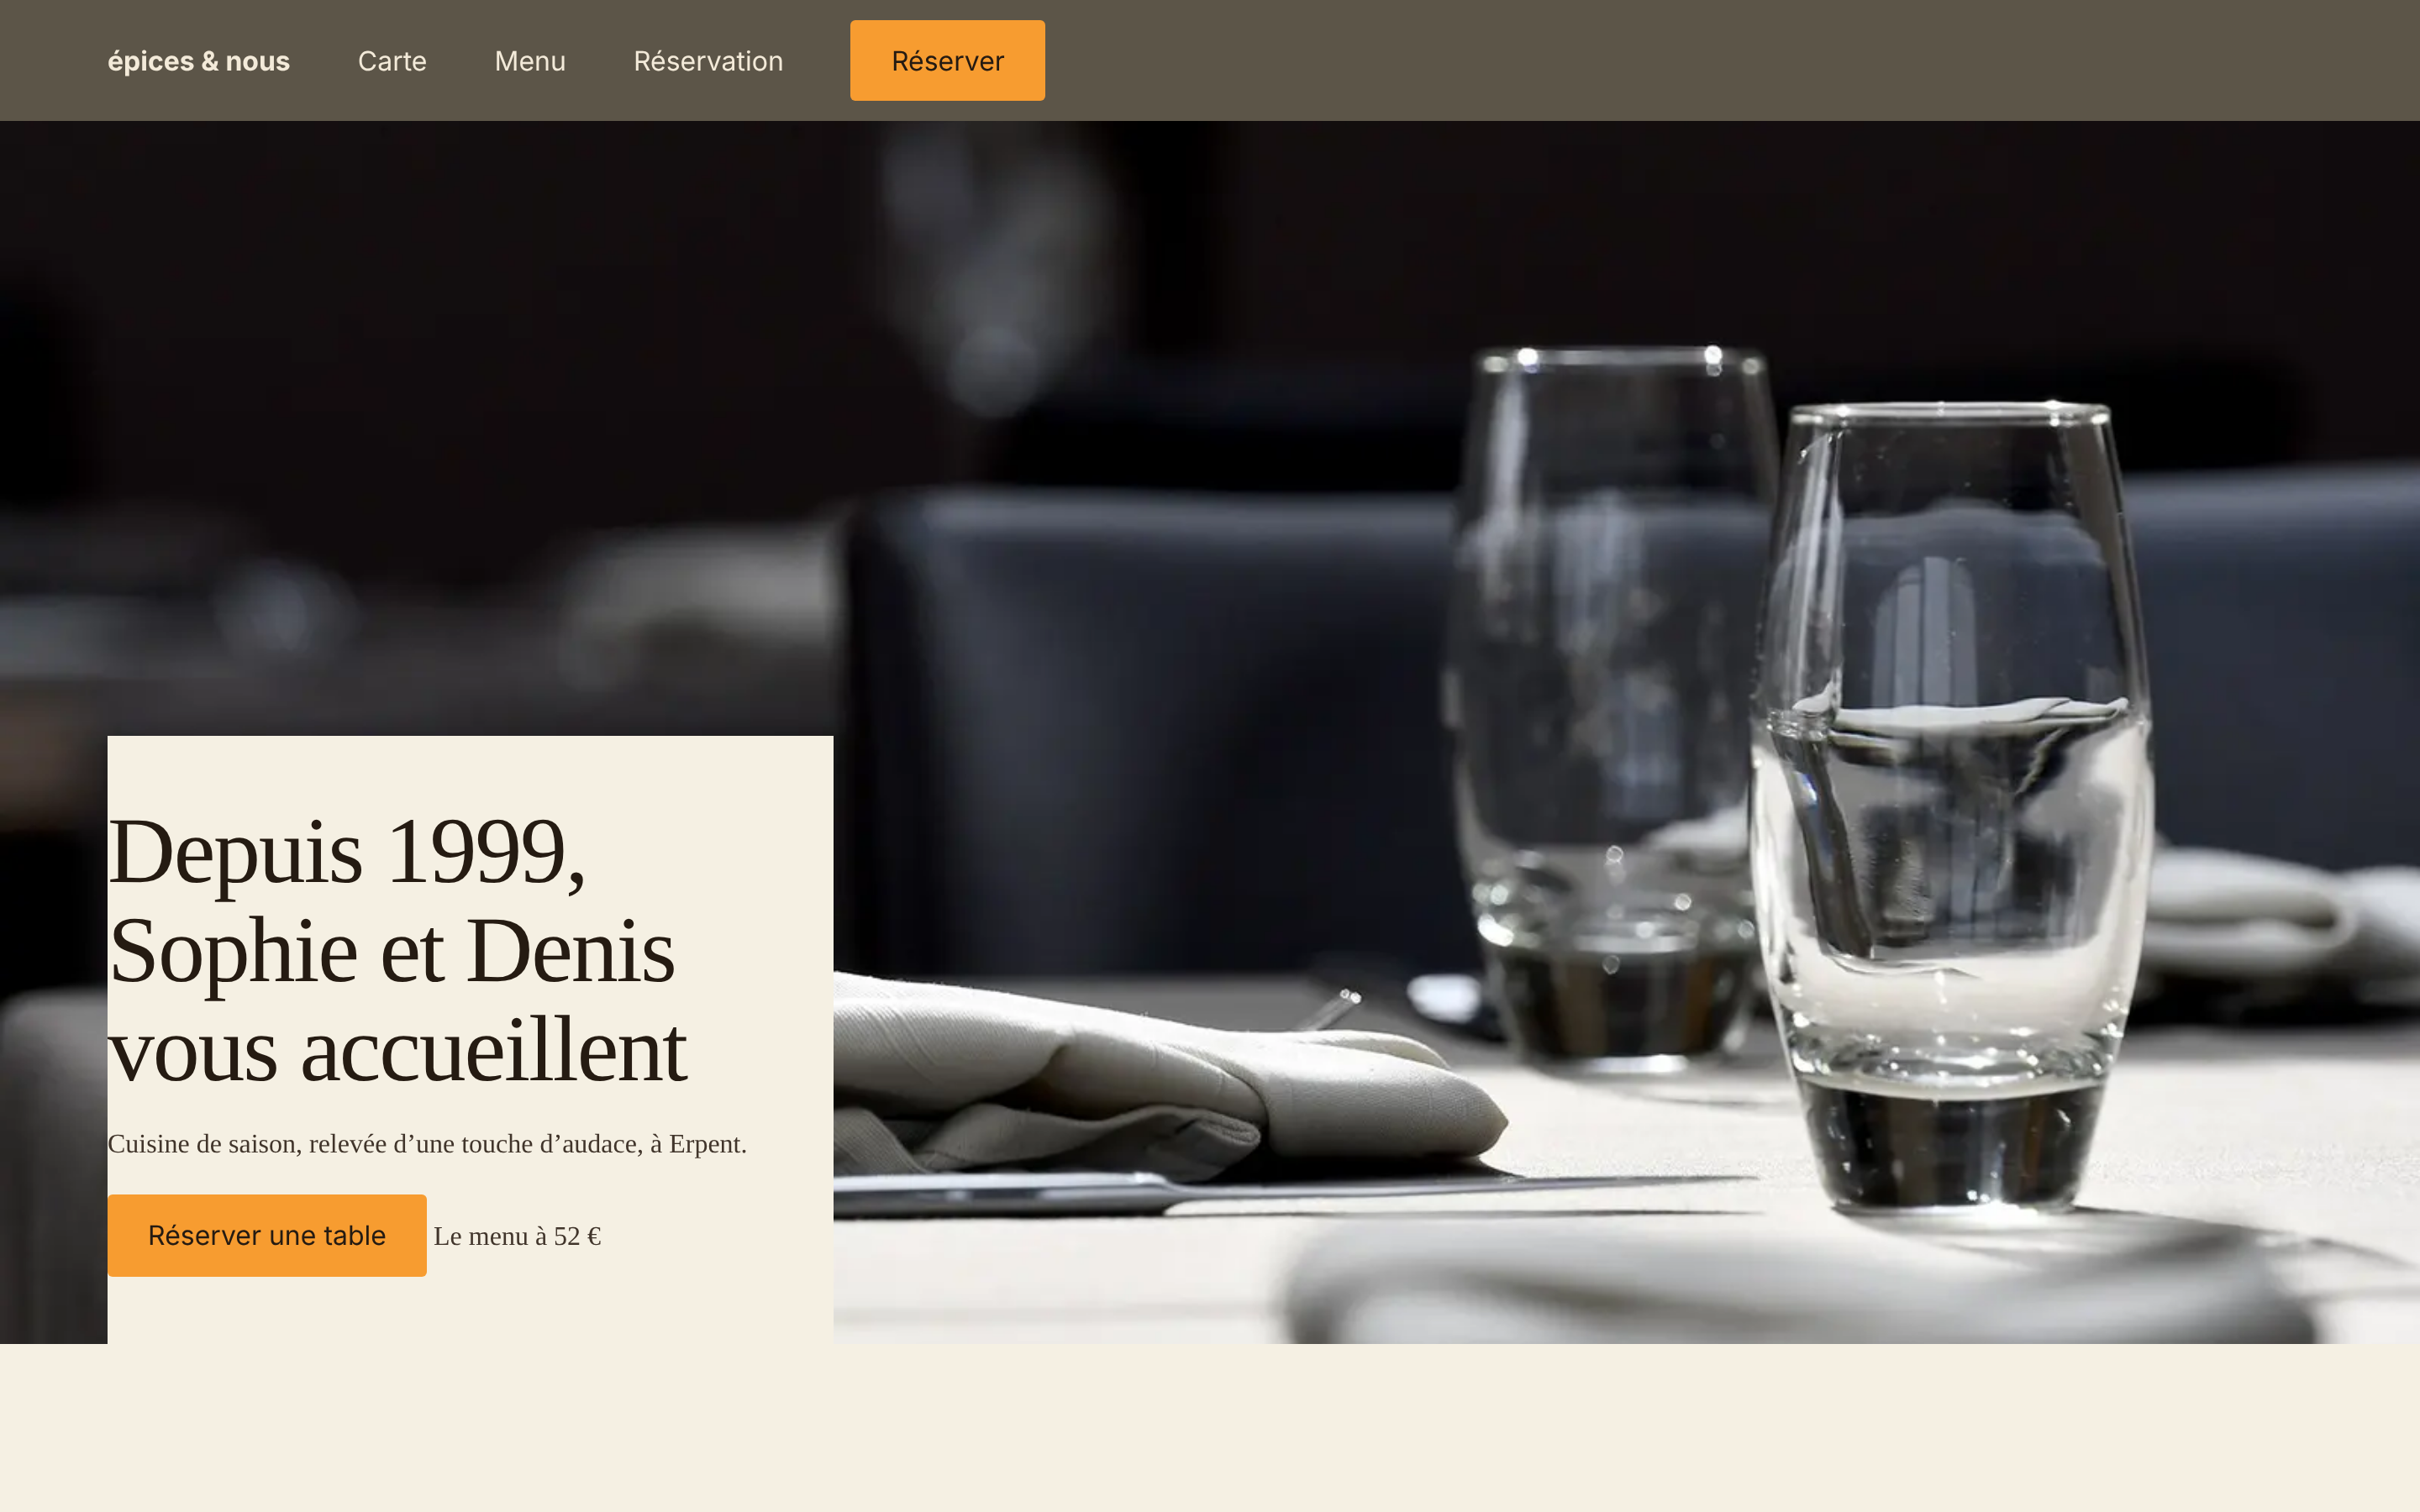 épices & nous
Carte
Menu
Réservation
Réserver
Depuis 1999,
Sophie et Denis
vous accueillent
Cuisine de saison, relevée d’une touche d’audace, à Erpent.
Réserver une table
Le menu à 52 €